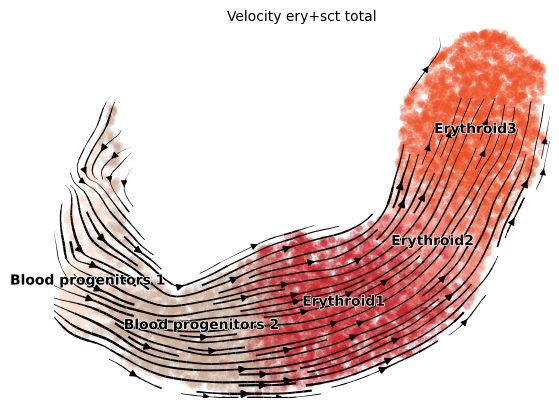 Velocity ery+sct total
Erythroid3
Erythroid2
Blood progenitors 1
Erythroid1
Blood progenitors 2